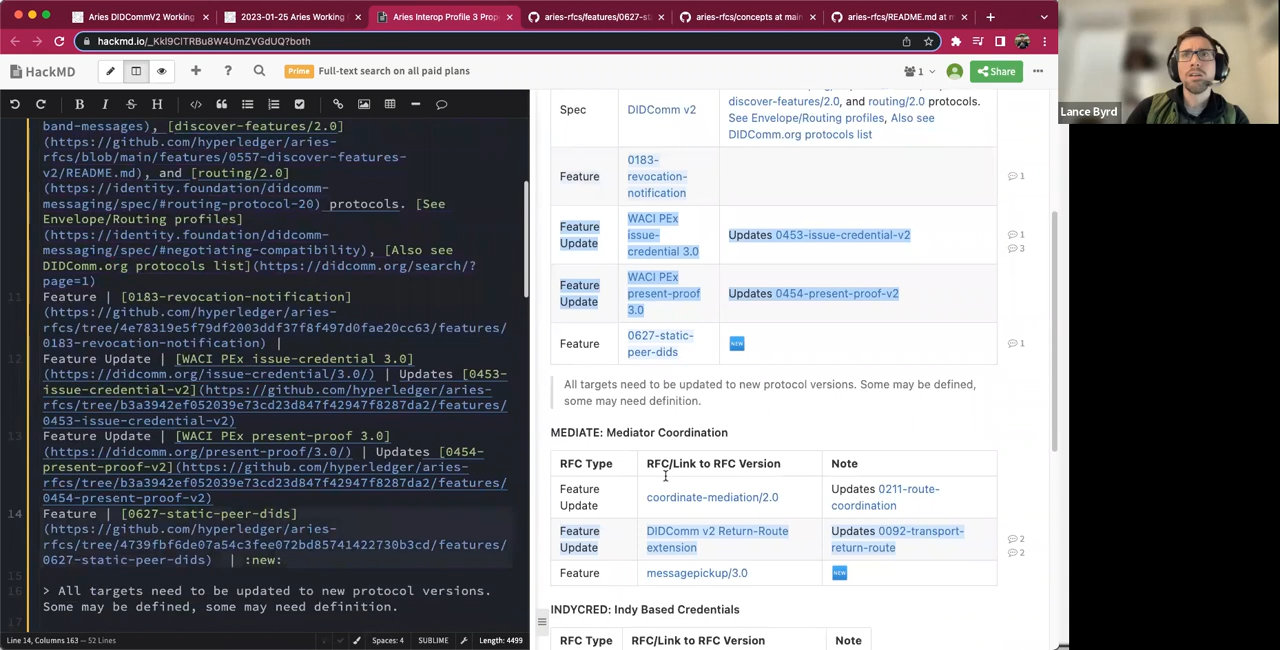 Aries DIDCommV2 Working
2023-01-25 Aries Working
Aries Interop Profile 3 Prop
aries-rfcs/features/0627-st
aries-rfcs/concepts at main
aries-rfcs/README.md at m
hackmd.io/_KkI9CITRBu8W4UmZVGdUQ?both
HackMD
Prime Full-text search on all paid plans
1
Share
B I S H
band-messages), [discover-features/2.0]
(https://github.com/hyperledger/aries-
rfcs/blob/main/features/0557-discover-features-
v2/README.md), and [routing/2.0]
(https://identity.foundation/didcomm-
messaging/spec/#routing-protocol-20) protocols. [See
Envelope/Routing profiles]
(https://identity.foundation/didcomm-
messaging/spec/#negotiating-compatibility), [Also see
DIDComm.org protocols list](https://didcomm.org/search/?
page=1)
11 Feature | [0183-revocation-notification]
(https://github.com/hyperledger/aries-
rfcs/tree/4e78319e5f79df2003ddf37f8f497d0fae20cc63/features/
0183-revocation-notification) |
12 Feature Update | [WACI PEx issue-credential 3.0]
(https://didcomm.org/issue-credential/3.0/) | Updates [0453-
issue-credential-v2](https://github.com/hyperledger/aries-
rfcs/tree/b3a3942ef052039e73cd23d847f42947f8287da2/features/
0453-issue-credential-v2)
13 Feature Update | [WACI PEx present-proof 3.0]
(https://didcomm.org/present-proof/3.0/) | Updates [0454-
present-proof-v2](https://github.com/hyperledger/aries-
rfcs/tree/b3a3942ef052039e73cd23d847f42947f8287da2/features/
0454-present-proof-v2)
14 Feature | [0627-static-peer-dids]
(https://github.com/hyperledger/aries-
rfcs/tree/4739fbf6de07a54c3fee072bd85741422730b3cd/features/
0627-static-peer-dids) | :new:
15
16 > All targets need to be updated to new protocol versions.
Some may be defined, some may need definition.
17
Line 14, Columns 163 — 52 Lines
Spaces: 4
SUBLIME
Length: 4499
Spec
DIDComm v2
discover-features/2.0, and routing/2.0 protocols.
See Envelope/Routing profiles, Also see
DIDComm.org protocols list
Feature
0183-
revocation-
notification
1
Feature
Update
WACI PEx
issue-
credential 3.0
Updates 0453-issue-credential-v2
1
3
Feature
Update
WACI PEx
present-proof
3.0
Updates 0454-present-proof-v2
Feature
0627-static-
peer-dids
NEW
1
All targets need to be updated to new protocol versions. Some may be defined,
some may need definition.
MEDIATE: Mediator Coordination
RFC Type
RFC/Link to RFC Version
Note
Feature
Update
coordinate-mediation/2.0
Updates 0211-route-
coordination
Feature
Update
DIDComm v2 Return-Route
extension
Updates 0092-transport-
return-route
2
2
Feature
messagepickup/3.0
NEW
INDYCRED: Indy Based Credentials
RFC Type
RFC/Link to RFC Version
Note
Lance Byrd